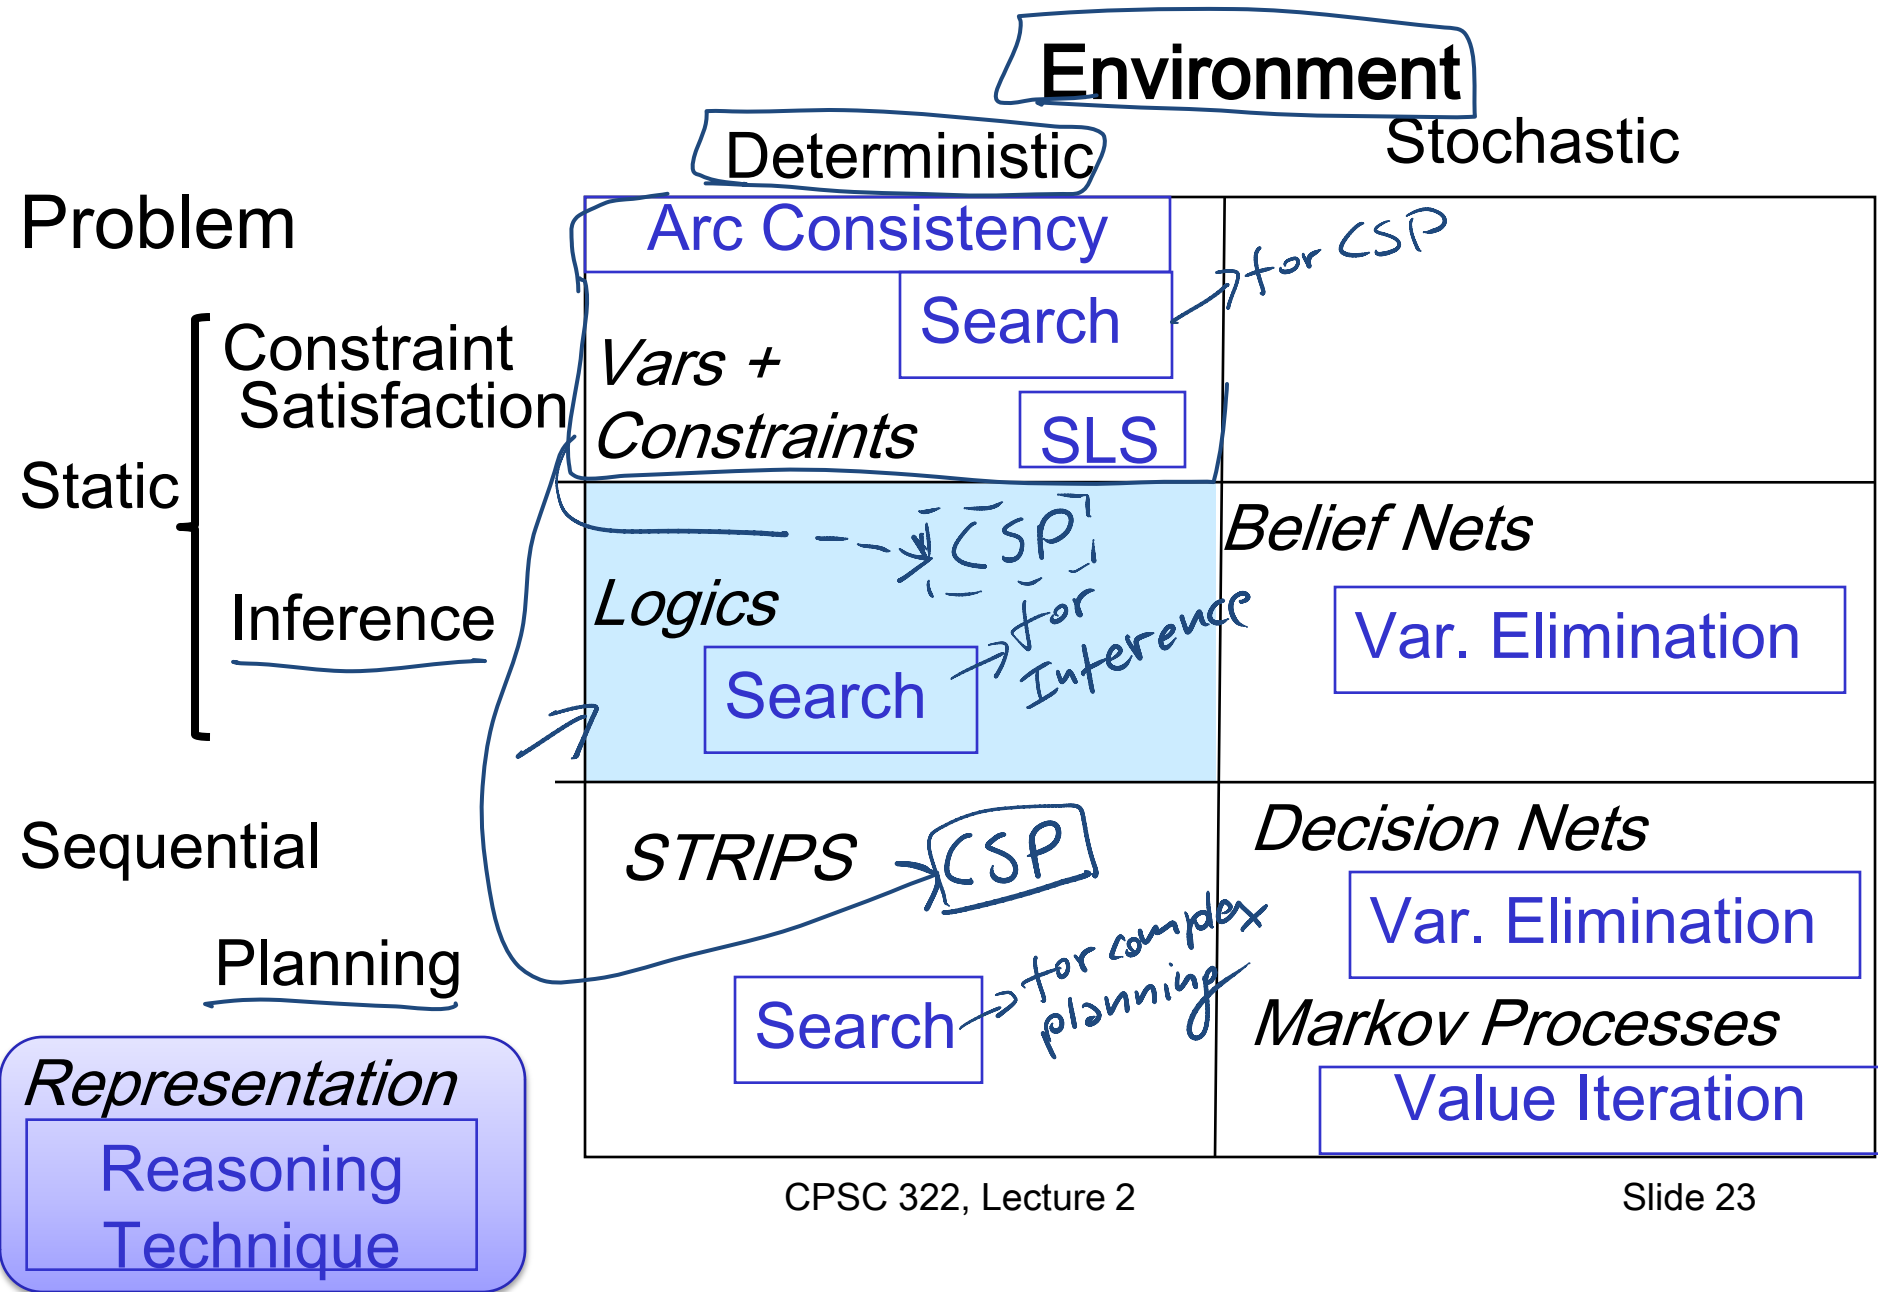 Environment
Deterministic
Stochastic
Problem
Arc Consistency
for CSP
Search
Constraint
Satisfaction
Vars +
Constraints
SLS
Static
CSP
Belief Nets
Logics
for
Inference
Inference
Var. Elimination
Search
Sequential
STRIPS
CSP
Decision Nets
Var. Elimination
Planning
for complex
planning
Search
Markov Processes
Value Iteration
Representation
Reasoning
Technique
CPSC 322, Lecture 2
Slide 23